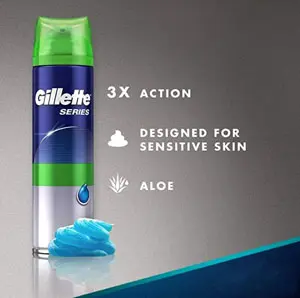 Gillette
SERIES
3X ACTION
DESIGNED FOR
SENSITIVE SKIN
ALOE